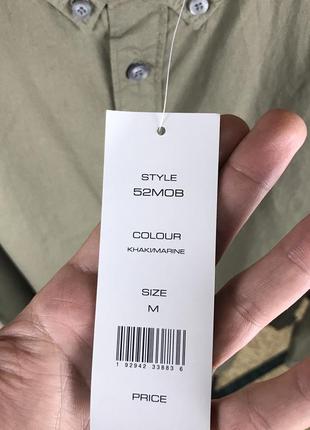 STYLE
52MOB
COLOUR
KHAKI/MARINE
SIZE
M
1 92942 33883 6
PRICE